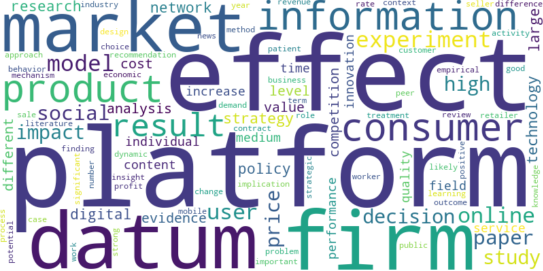 research industry network year revenue rate context seller difference
market information
approach design recommendation news method experiment activity large
choice
behavior model cost effect patient time customer innovation empirical good
mechanism economic
product business level peer high
increase term demand value
social analysis result role competition consumer technology
sale literature contract strategy treatment review retailer
different impact individual medium
finding dynamic content policy strategic likely positive
platform
significant number insight implication worker quality field knowledge
profit change learning outcome
digital mobile user price performance decision online
process potential case evidence service
datum firm paper
work strong problem important public study